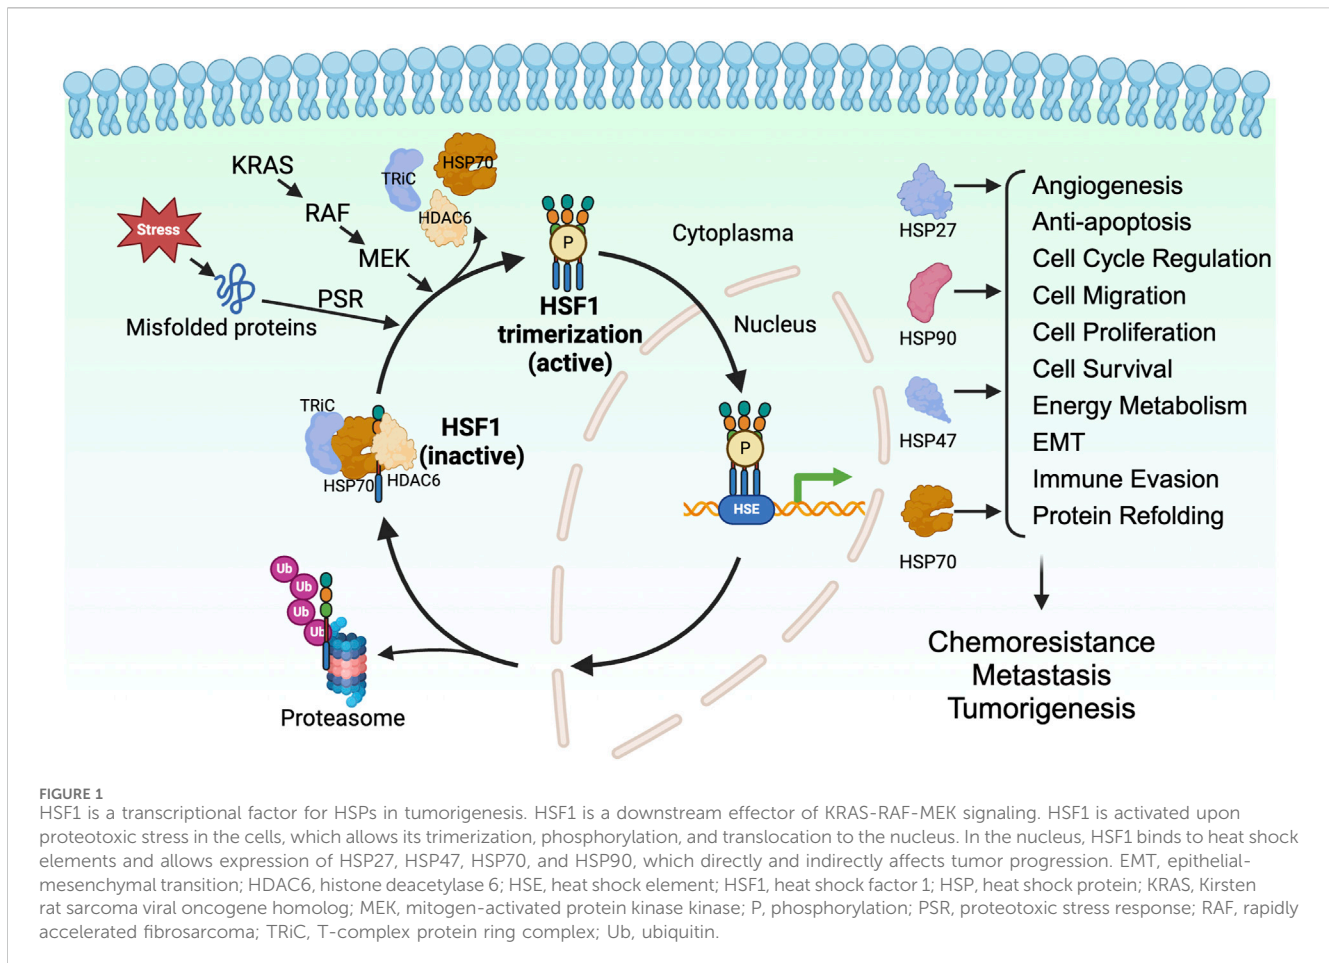 KRAS
RAF
MEK
Stress
Misfolded proteins
PSR
TRiC
HSP70
HDAC6
P
HSF1
trimerization
(active)
Cytoplasma
Nucleus
TRiC
HSP70
HDAC6
HSF1
(inactive)
P
HSE
Ub
Ub
Ub
Ub
Proteasome
HSP27
HSP90
HSP47
HSP70
Angiogenesis
Anti-apoptosis
Cell Cycle Regulation
Cell Migration
Cell Proliferation
Cell Survival
Energy Metabolism
EMT
Immune Evasion
Protein Refolding
Chemoresistance
Metastasis
Tumorigenesis
FIGURE 1
HSF1 is a transcriptional factor for HSPs in tumorigenesis. HSF1 is a downstream effector of KRAS-RAF-MEK signaling. HSF1 is activated upon
proteotoxic stress in the cells, which allows its trimerization, phosphorylation, and translocation to the nucleus. In the nucleus, HSF1 binds to heat shock
elements and allows expression of HSP27, HSP47, HSP70, and HSP90, which directly and indirectly affects tumor progression. EMT, epithelial-
mesenchymal transition; HDAC6, histone deacetylase 6; HSE, heat shock element; HSF1, heat shock factor 1; HSP, heat shock protein; KRAS, Kirsten
rat sarcoma viral oncogene homolog; MEK, mitogen-activated protein kinase kinase; P, phosphorylation; PSR, proteotoxic stress response; RAF, rapidly
accelerated fibrosarcoma; TRiC, T-complex protein ring complex; Ub, ubiquitin.